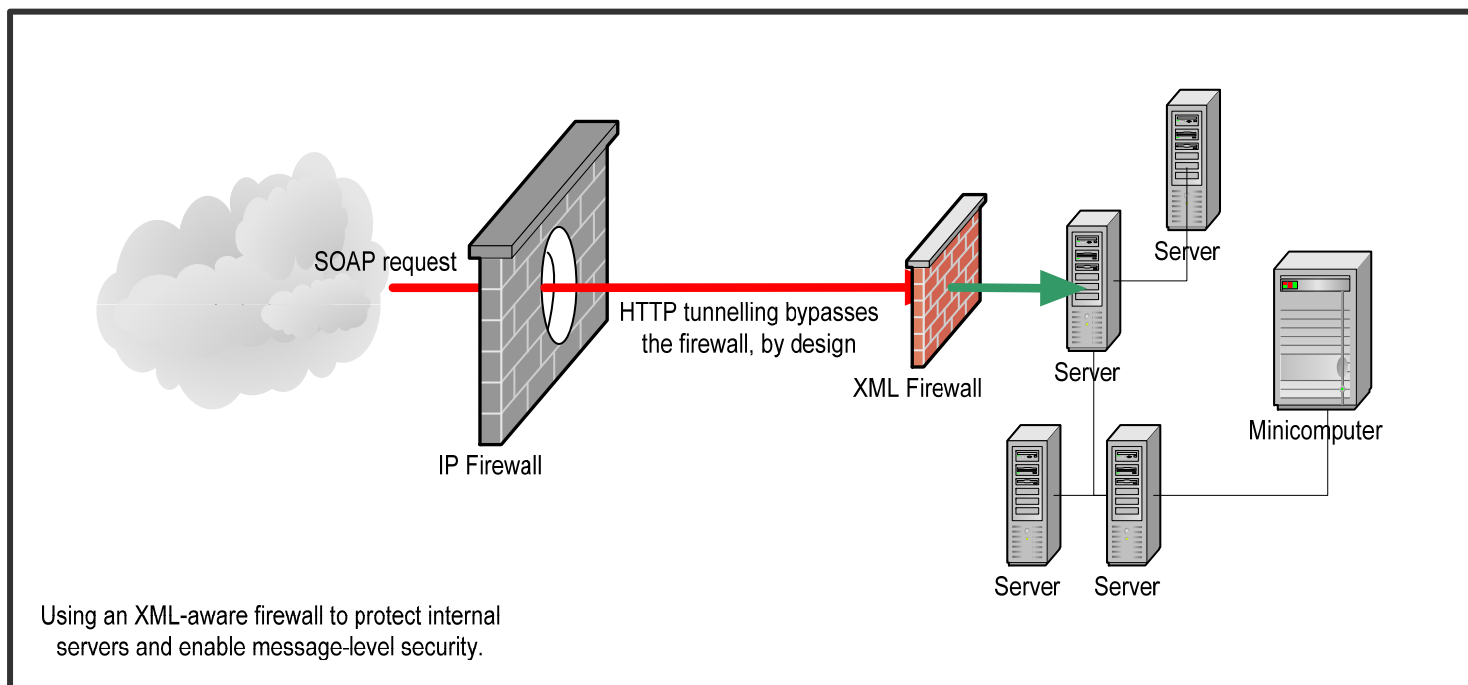 Server
SOAP request
HTTP tunnelling bypasses
the firewall, by design
XML Firewall
Server
Minicomputer
IP Firewall
Server
Server
Using an XML-aware firewall to protect internal
servers and enable message-level security.